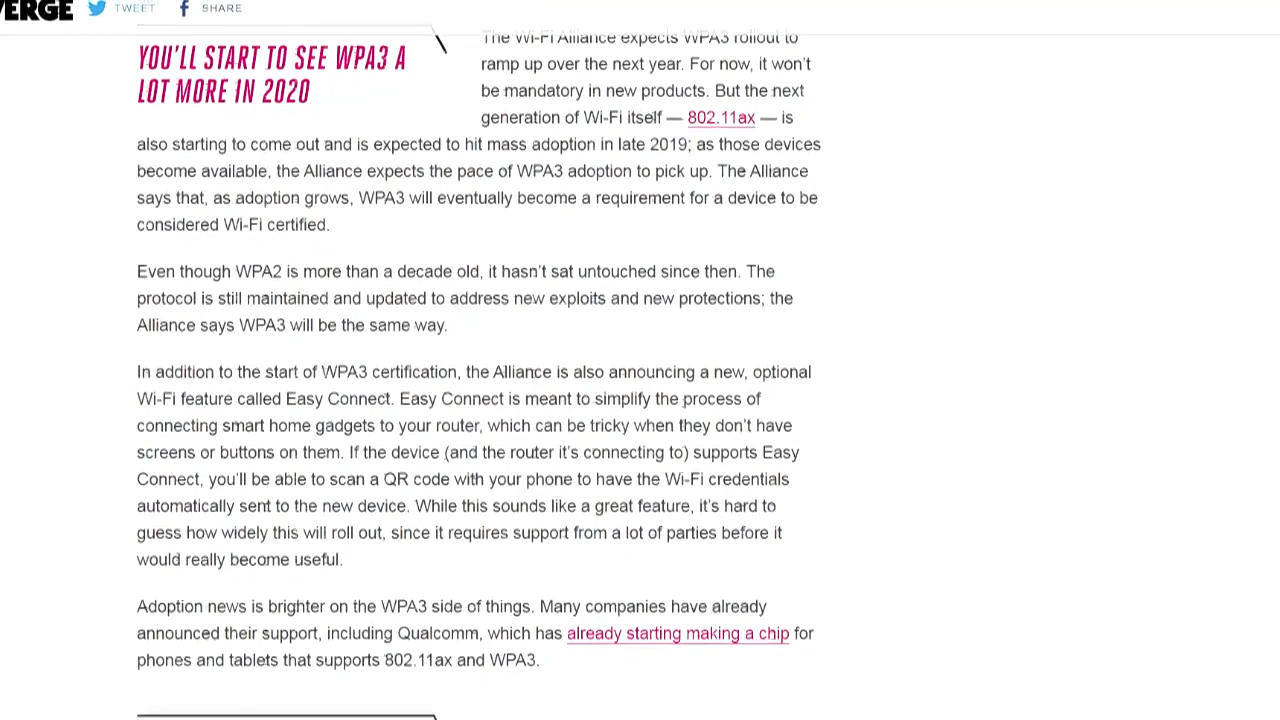 VERGE TWEET SHARE
YOU'LL START TO SEE WPA3 A
LOT MORE IN 2020
The Wi-Fi Alliance expects WPA3 rollout to
ramp up over the next year. For now, it won't
be mandatory in new products. But the next
generation of Wi-Fi itself — 802.11ax — is
also starting to come out and is expected to hit mass adoption in late 2019; as those devices
become available, the Alliance expects the pace of WPA3 adoption to pick up. The Alliance
says that, as adoption grows, WPA3 will eventually become a requirement for a device to be
considered Wi-Fi certified.
Even though WPA2 is more than a decade old, it hasn't sat untouched since then. The
protocol is still maintained and updated to address new exploits and new protections; the
Alliance says WPA3 will be the same way.
In addition to the start of WPA3 certification, the Alliance is also announcing a new, optional
Wi-Fi feature called Easy Connect. Easy Connect is meant to simplify the process of
connecting smart home gadgets to your router, which can be tricky when they don't have
screens or buttons on them. If the device (and the router it's connecting to) supports Easy
Connect, you'll be able to scan a QR code with your phone to have the Wi-Fi credentials
automatically sent to the new device. While this sounds like a great feature, it's hard to
guess how widely this will roll out, since it requires support from a lot of parties before it
would really become useful.
Adoption news is brighter on the WPA3 side of things. Many companies have already
announced their support, including Qualcomm, which has already starting making a chip for
phones and tablets that supports 802.11ax and WPA3.